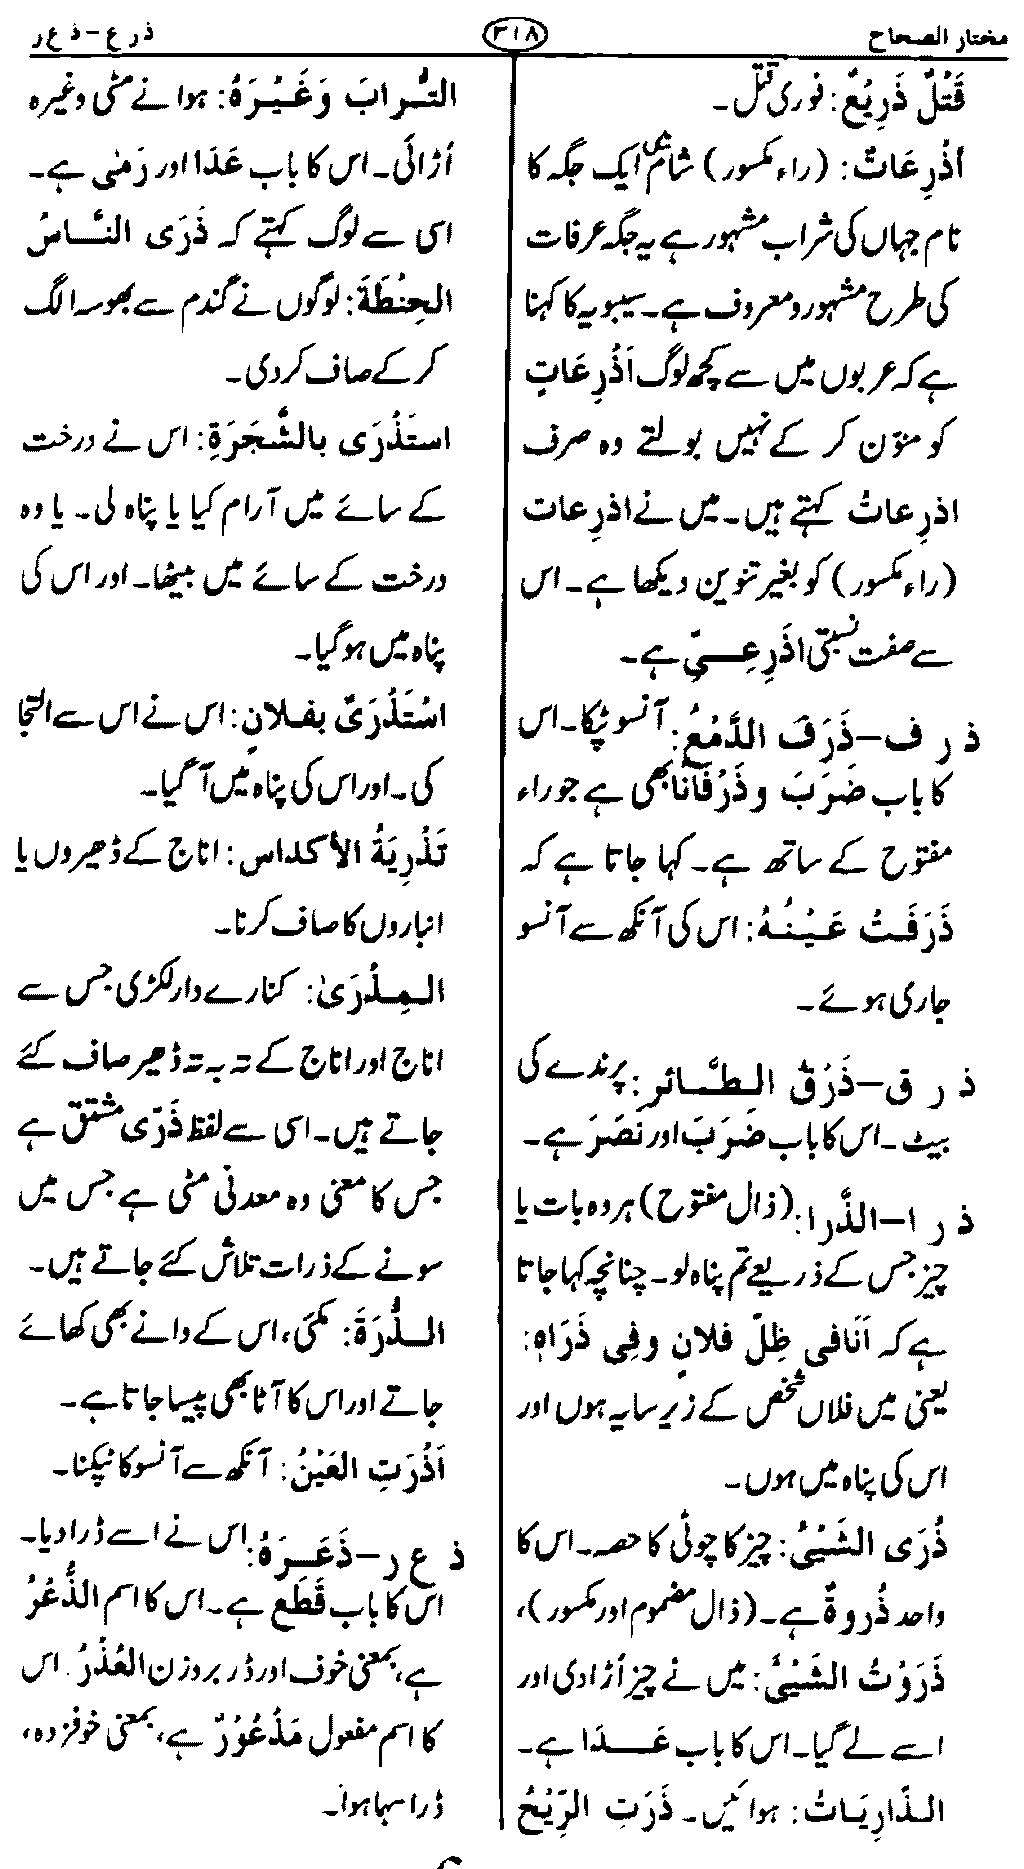 مختار الصحاح
۳۱۸
ذ ر ع – ذ ع ر
قَتْلٌ ذَرِيْعٌ: فوری قتل۔
أَذْرِعَاتٌ: (راء مکسور) شام میں ایک جگہ کا
نام جہاں کی شراب مشہور ہے یہ جگہ عرفات
کی طرح مشہور و معروف ہے۔ سیبویہ کا کہنا
ہے کہ عربوں میں سے کچھ لوگ اَذْرِعَاتٍ
کو منوّن کر کے نہیں بولتے وہ صرف
اذرِعاتُ کہتے ہیں۔ میں نے اذرِعات
(راء مکسور) کو بغیر تنوین دیکھا ہے۔ اس
سے صفت نسبتی اَذْرِعِيّ ہے۔
ذ ر ف – ذَرَفَ الدَّمْعُ: آنسو ٹپکا۔ اس
کا باب ضَرَبَ وذَرْفَانًا بھی ہے جو راء
مفتوح کے ساتھ ہے۔ کہا جاتا ہے کہ
ذَرَفَتْ عَيْنُهُ: اس کی آنکھ سے آنسو
جاری ہوئے۔
ذ ر ق – ذَرْقُ الطَّائرِ: پرندے کی
بیٹ۔ اس کا باب ضَرَبَ اور نَصَرَ ہے۔
ذ ر ا – الذَّرا: (ذال مفتوح) ہر وہ بات یا
چیز جس کے ذریعے تم پناہ لو۔ چنانچہ کہا جاتا
ہے کہ اَنَافی ظِلّ فلانٍ وفِی ذَرَاہٖ:
یعنی میں فلاں شخص کے زیر سایہ ہوں اور
اس کی پناہ میں ہوں۔
ذُرَی الشَيْئُ: چیز کا چوٹی کا حصہ۔ اس کا
واحد ذُروةٌ ہے۔ (ذال مضموم اور مکسور)،
ذَرَوْتُ الشَيْئُ: میں نے چیز اُڑا دی اور
اسے لے گیا۔ اس کا باب عَدَا ہے۔
الذَّارِيَاتُ: ہوائیں۔ ذَرَتِ الرِّيْحُ
التُّرابَ وَغَيْرَهُ: ہوا نے مٹی وغیرہ
اُڑائی۔ اس کا باب عَدَا اور رَمٰی ہے۔
اسی سے لوگ کہتے کہ ذَرَی النَّاسُ
الحِنْطَةَ: لوگوں نے گندم سے بھوسہ الگ
کر کے صاف کر دی۔
استَذْرَی بالشَّجَرَةِ: اس نے درخت
کے سائے میں آرام کیا یا پناہ لی۔ یا وہ
درخت کے سائے میں بیٹھا۔ اور اس کی
پناہ میں ہو گیا۔
اسْتَذْرَیٌ بفلانٍ: اس نے اس سے التجا
کی۔ اور اس کی پناہ میں آ گیا۔
تَذْرِيَةُ الأكداس: اناج کے ڈھیروں یا
انباروں کا صاف کرنا۔
المِذْرَیٰ: کنارے دار لکڑی جس سے
اناج اور اناج کے تہ بہ تہ ڈھیر صاف کئے
جاتے ہیں۔ اسی سے لفظ ذَرّی مشتق ہے
جس کا معنی وہ معدنی مٹی ہے جس میں
سونے کے ذرات تلاش کئے جاتے ہیں۔
الذُّرَةَ: مکئی، اس کے دانے بھی کھائے
جاتے اور اس کا آٹا بھی پیسا جاتا ہے۔
اَذْرَتِ العَيْنُ: آنکھ سے آنسو کا ٹپکنا۔
ذ ع ر – ذَعَرَهُ: اس نے اسے ڈرا دیا۔
اس کا باب قَطَع ہے۔ اس کا اسم الذُّعْرُ
ہے، بمعنی خوف اور ڈر بروزن العُذْرُ۔ اس
کا اسم مفعول مَذْعُوْرٌ ہے، بمعنی خوفزدہ،
ڈرا سہما ہوا۔